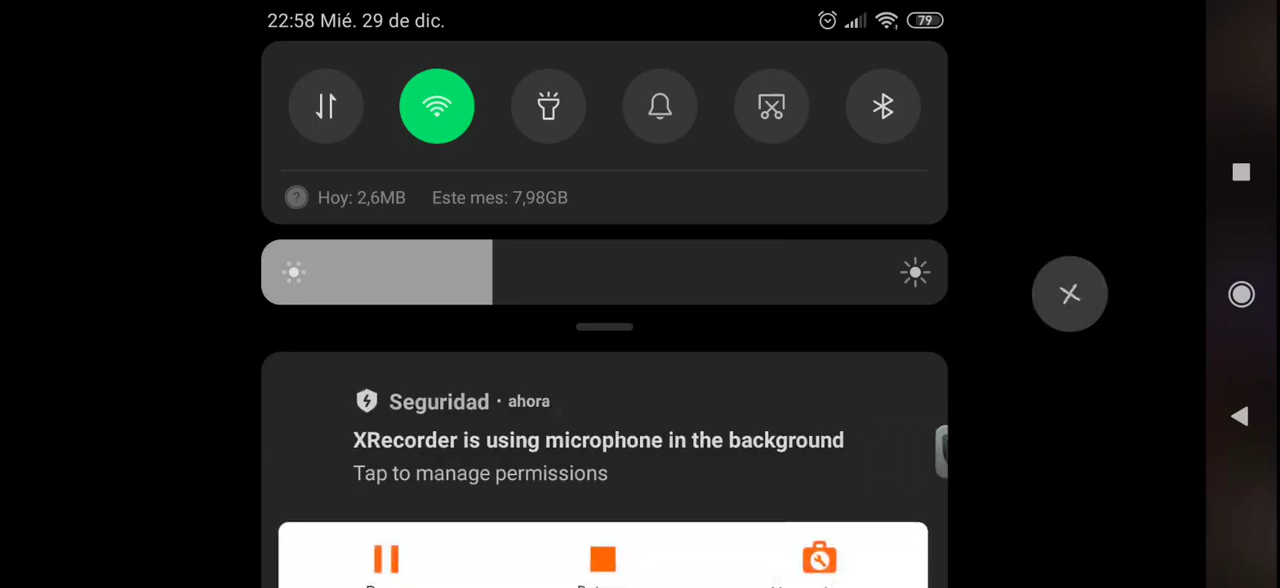 22:58 Mié. 29 de dic.
79
Hoy: 2,6MB Este mes: 7,98GB
Seguridad · ahora
XRecorder is using microphone in the background
Tap to manage permissions